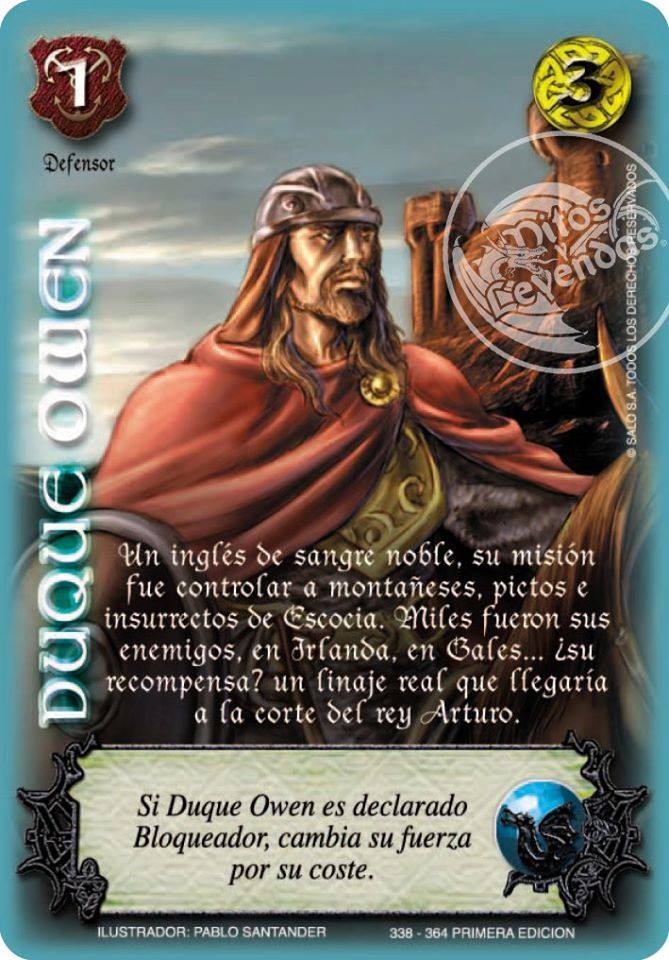 1
3
Defensor
Mitos
y
Leyendas
©
© SALO S.A. TODOS LOS DERECHOS RESERVADOS
DUQUE OWEN
Un inglés de sangre noble, su misión
fue controlar a montañeses, pictos e
insurrectos de Escocia. Miles fueron sus
enemigos, en Irlanda, en Gales... ¿su
recompensa? un linaje real que llegaría
a la corte del rey Arturo.
Si Duque Owen es declarado
Bloqueador, cambia su fuerza
por su coste.
ILUSTRADOR: PABLO SANTANDER 338 - 364 PRIMERA EDICION